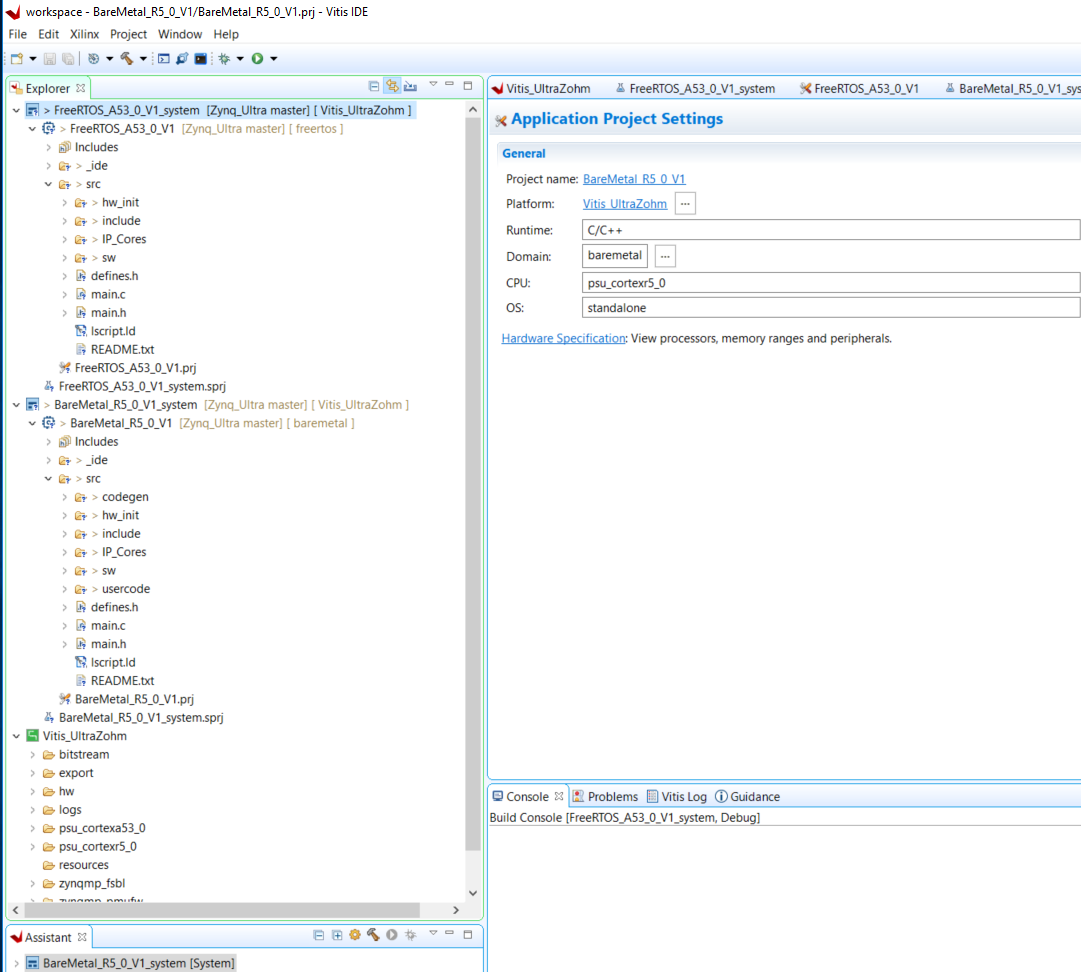 workspace - BareMetal_R5_0_V1/BareMetal_R5_0_V1.prj - Vitis IDE
File Edit Xilinx Project Window Help
Explorer
> FreeRTOS_A53_0_V1_system [Zynq_Ultra master] [ Vitis_UltraZohm ]
> FreeRTOS_A53_0_V1 [Zynq_Ultra master] [ freertos ]
Includes
> _ide
> src
> hw_init
> include
> IP_Cores
> sw
defines.h
main.c
main.h
lscript.ld
README.txt
FreeRTOS_A53_0_V1.prj
FreeRTOS_A53_0_V1_system.sprj
> BareMetal_R5_0_V1_system [Zynq_Ultra master] [ Vitis_UltraZohm ]
> BareMetal_R5_0_V1 [Zynq_Ultra master] [ baremetal ]
Includes
> _ide
> src
> codegen
> hw_init
> include
> IP_Cores
> sw
> usercode
defines.h
main.c
main.h
lscript.ld
README.txt
BareMetal_R5_0_V1.prj
BareMetal_R5_0_V1_system.sprj
Vitis_UltraZohm
bitstream
export
hw
logs
psu_cortexa53_0
psu_cortexr5_0
resources
zynqmp_fsbl
zynqmp_pmufw
Assistant
BareMetal_R5_0_V1_system [System]
Vitis_UltraZohm FreeRTOS_A53_0_V1_system FreeRTOS_A53_0_V1 BareMetal_R5_0_V1_sys
Application Project Settings
General
Project name: BareMetal_R5_0_V1
Platform: Vitis_UltraZohm ...
Runtime: C/C++
Domain: baremetal ...
CPU: psu_cortexr5_0
OS: standalone
Hardware Specification: View processors, memory ranges and peripherals.
Console Problems Vitis Log Guidance
Build Console [FreeRTOS_A53_0_V1_system, Debug]